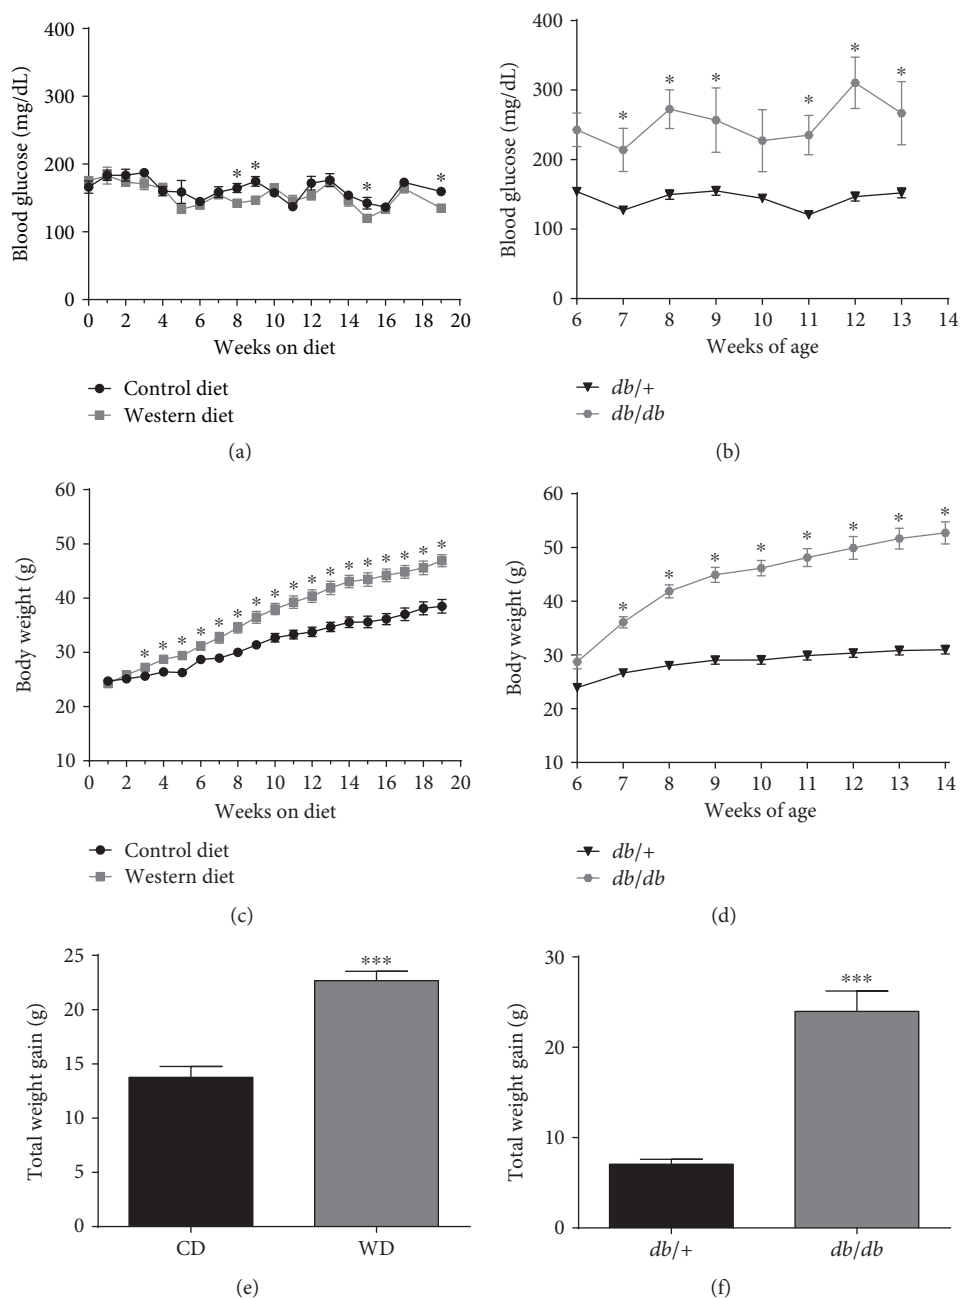 400
300
200
100
0
Blood glucose (mg/dL)
* * * *
0 2 4 6 8 10 12 14 16 18 20
Weeks on diet
Control diet
Western diet
(a)
400
300
200
100
0
Blood glucose (mg/dL)
* * * * * *
6 7 8 9 10 11 12 13 14
Weeks of age
db/+
db/db
(b)
60
50
40
30
20
10
Body weight (g)
* * * * * * * * * * * * * * * * *
0 2 4 6 8 10 12 14 16 18 20
Weeks on diet
Control diet
Western diet
(c)
60
50
40
30
20
10
Body weight (g)
* * * * * * * *
6 7 8 9 10 11 12 13 14
Weeks of age
db/+
db/db
(d)
25
20
15
10
5
0
Total weight gain (g)
***
CD WD
(e)
30
20
10
0
Total weight gain (g)
***
db/+ db/db
(f)